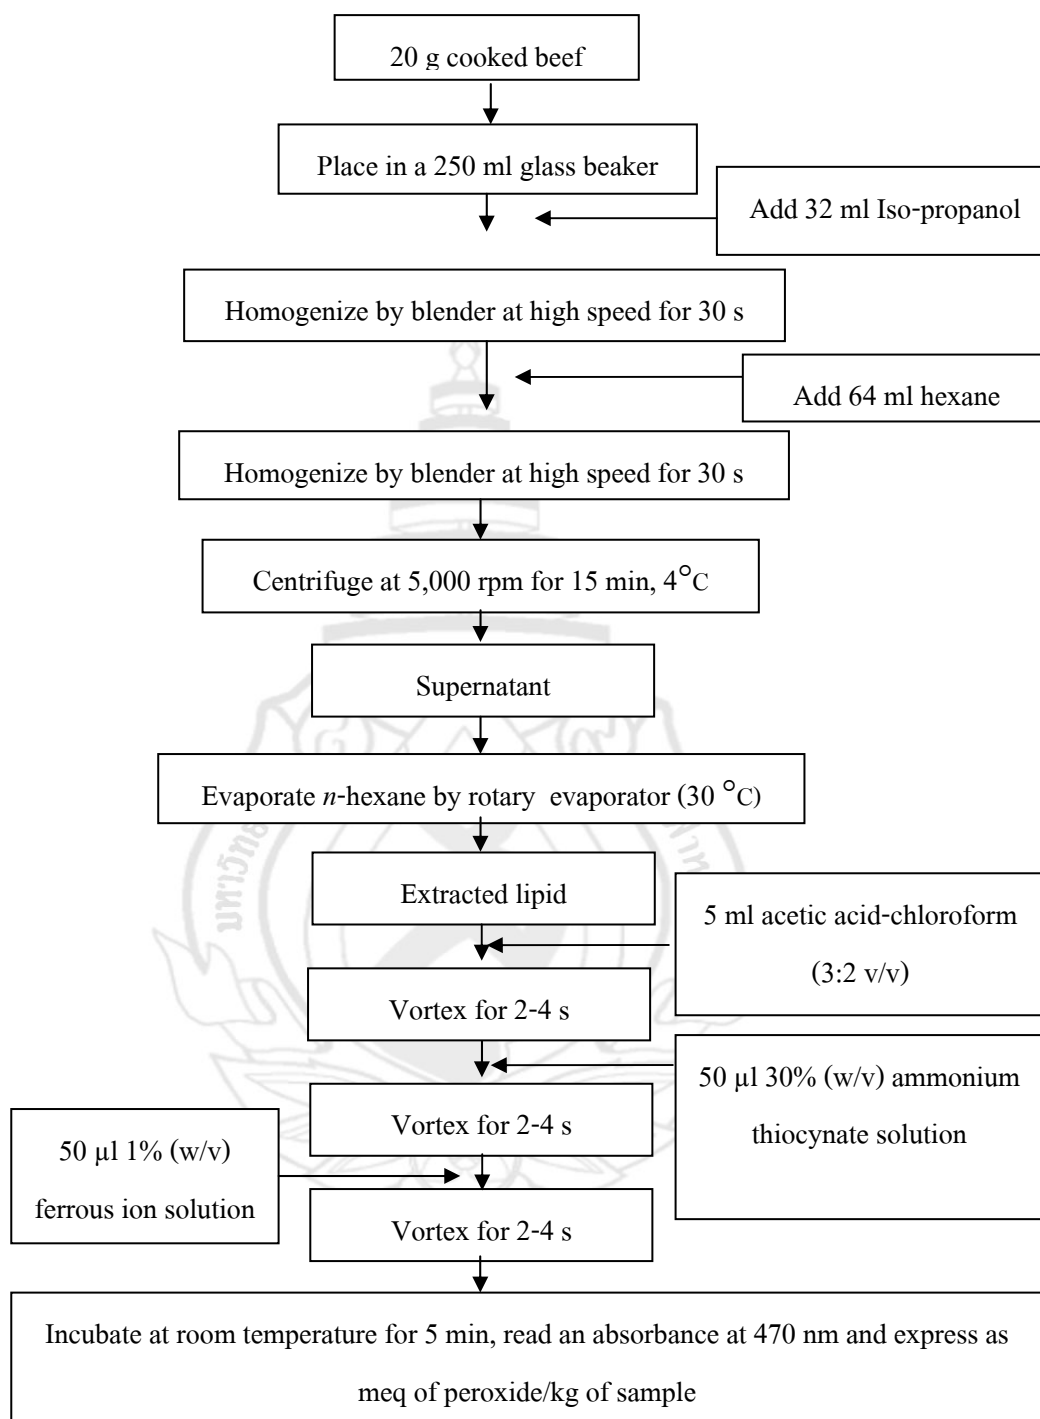 20 g cooked beef
Place in a 250 ml glass beaker
Add 32 ml Iso-propanol
Homogenize by blender at high speed for 30 s
Add 64 ml hexane
Homogenize by blender at high speed for 30 s
Centrifuge at 5,000 rpm for 15 min, 4°C
Supernatant
Evaporate n-hexane by rotary evaporator (30 °C)
Extracted lipid
5 ml acetic acid-chloroform
(3:2 v/v)
Vortex for 2-4 s
50 µl 30% (w/v) ammonium
thiocynate solution
Vortex for 2-4 s
50 µl 1% (w/v)
ferrous ion solution
Vortex for 2-4 s
Incubate at room temperature for 5 min, read an absorbance at 470 nm and express as
meq of peroxide/kg of sample